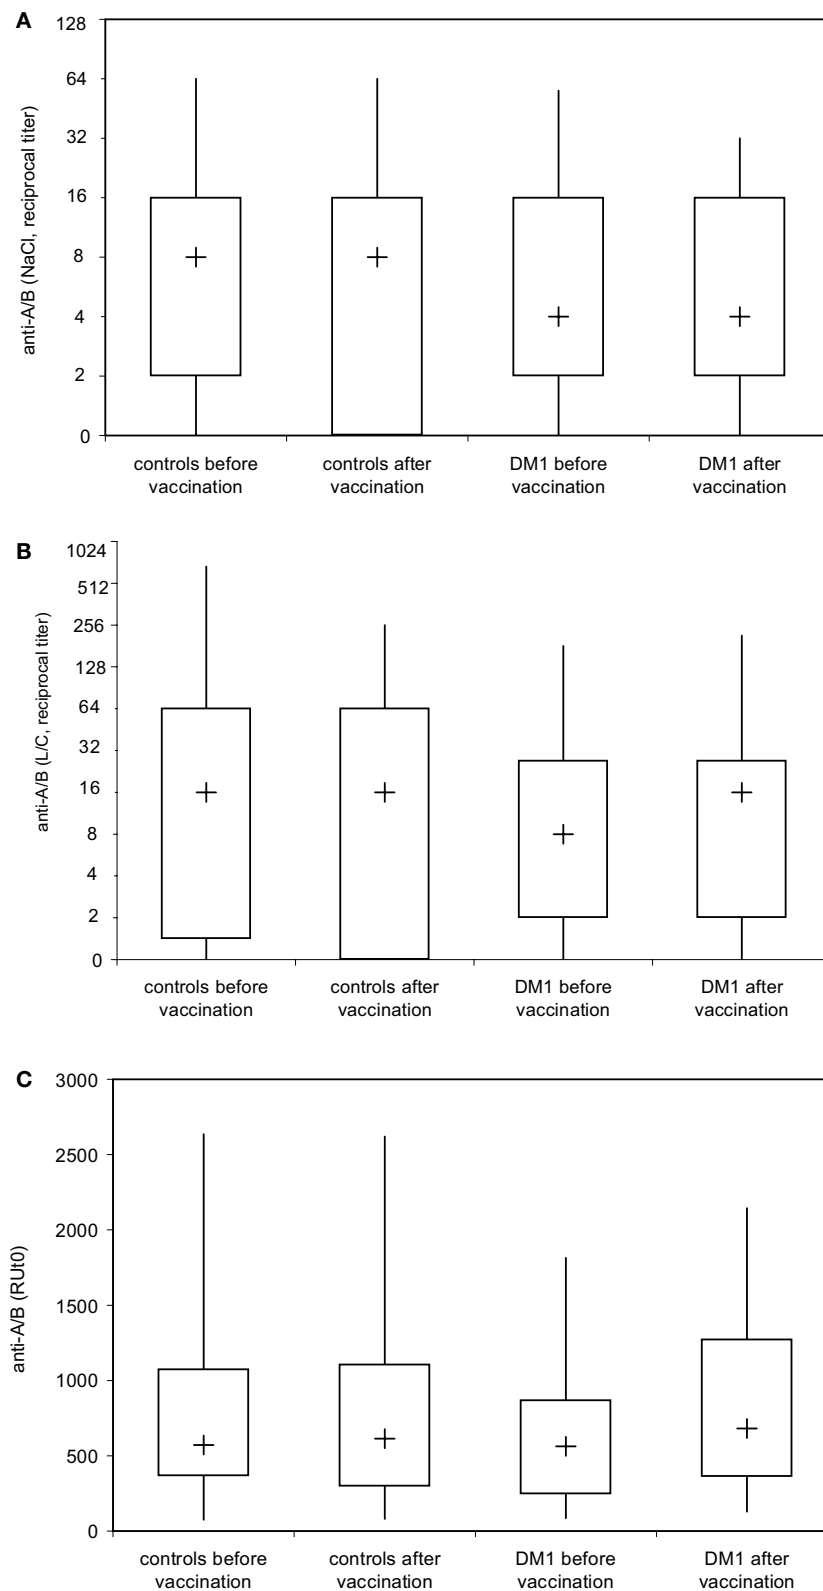 A
128
64
32
16
8
4
2
0
anti-A/B (NaCl, reciprocal titer)
controls before
vaccination
controls after
vaccination
DM1 before
vaccination
DM1 after
vaccination
B
1024
512
256
128
64
32
16
8
4
2
0
anti-A/B (L/C, reciprocal titer)
controls before
vaccination
controls after
vaccination
DM1 before
vaccination
DM1 after
vaccination
C
3000
2500
2000
1500
1000
500
0
anti-A/B (RUt0)
controls before
vaccination
controls after
vaccination
DM1 before
vaccination
DM1 after
vaccination